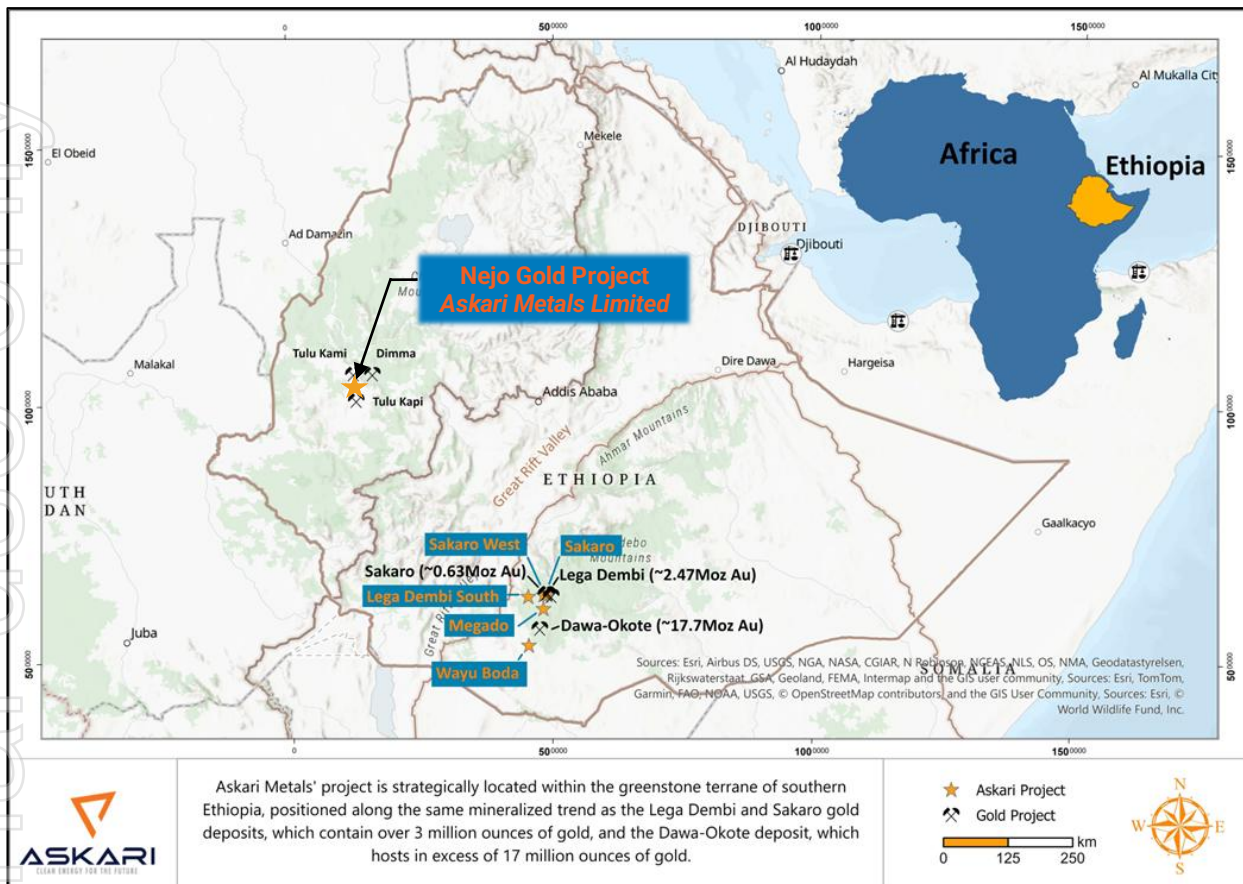 0
50⁰⁰⁰⁰
100⁰⁰⁰⁰
150⁰⁰⁰⁰
Al Hudaydah
Al Mukalla City
El Obeid
Mekele
150⁰⁰⁰⁰
150⁰⁰⁰⁰
Africa
Ethiopia
Ad Damazin
DJIBOUTI
Djibouti
Nejo Gold Project
Askari Metals Limited
Malakal
Tulu Kami
Dimma
Dire Dawa
Hargeisa
Tulu Kapi
Addis Ababa
100⁰⁰⁰⁰
100⁰⁰⁰⁰
Ahmar Mountains
Great Rift Valley
ETHIOPIA
UTH
DAN
Gaalkacyo
Sakaro West
Sakaro
debo
Mountains
Sakaro (~0.63Moz Au)
Lega Dembi (~2.47Moz Au)
Lega Dembi South
Great Rift Valley
Megado
Dawa-Okote (~17.7Moz Au)
Juba
Wayu Boda
50⁰⁰⁰⁰
50⁰⁰⁰⁰
SOMALIA
Sources: Esri, Airbus DS, USGS, NGA, NASA, CGIAR, N Robinson, NCEAS, NLS, OS, NMA, Geodatastyrelsen,
Rijkswaterstaat, GSA, Geoland, FEMA, Intermap and the GIS user community, Sources: Esri, TomTom,
Garmin, FAO, NOAA, USGS, © OpenStreetMap contributors, and the GIS User Community, Sources: Esri, ©
World Wildlife Fund, Inc.
0
50⁰⁰⁰⁰
100⁰⁰⁰⁰
150⁰⁰⁰⁰
ASKARI
CLEAN ENERGY FOR THE FUTURE
Askari Metals' project is strategically located within the greenstone terrane of southern
Ethiopia, positioned along the same mineralized trend as the Lega Dembi and Sakaro gold
deposits, which contain over 3 million ounces of gold, and the Dawa-Okote deposit, which
hosts in excess of 17 million ounces of gold.
Askari Project
Gold Project
0 125 250 km
N
W E
S